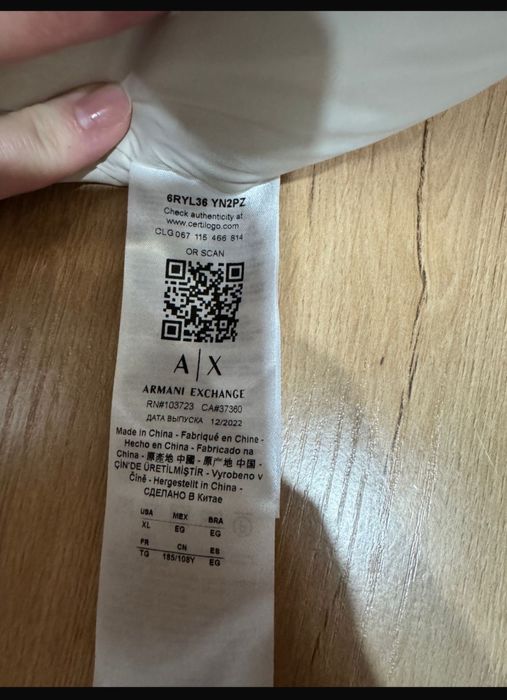 6RYL36 YN2PZ
Check authenticity at
www.certilogo.com
CLG 067 115 466 814
OR SCAN
A|X
ARMANI EXCHANGE
RN#103723 CA#37360
ДАТА ВЫПУСКА 12/2022
Made in China - Fabriqué en Chine -
Hecho en China - Fabricado na
China - 原產地 中國 - 原产地 中国 -
ÇİN'DE ÜRETİLMİŞTİR - Vyrobeno v
Číně - Hergestellt in China -
СДЕЛАНО В Китае
USA MEX BRA
XL EG EG
FR CN ES
TG 185/108Y EG